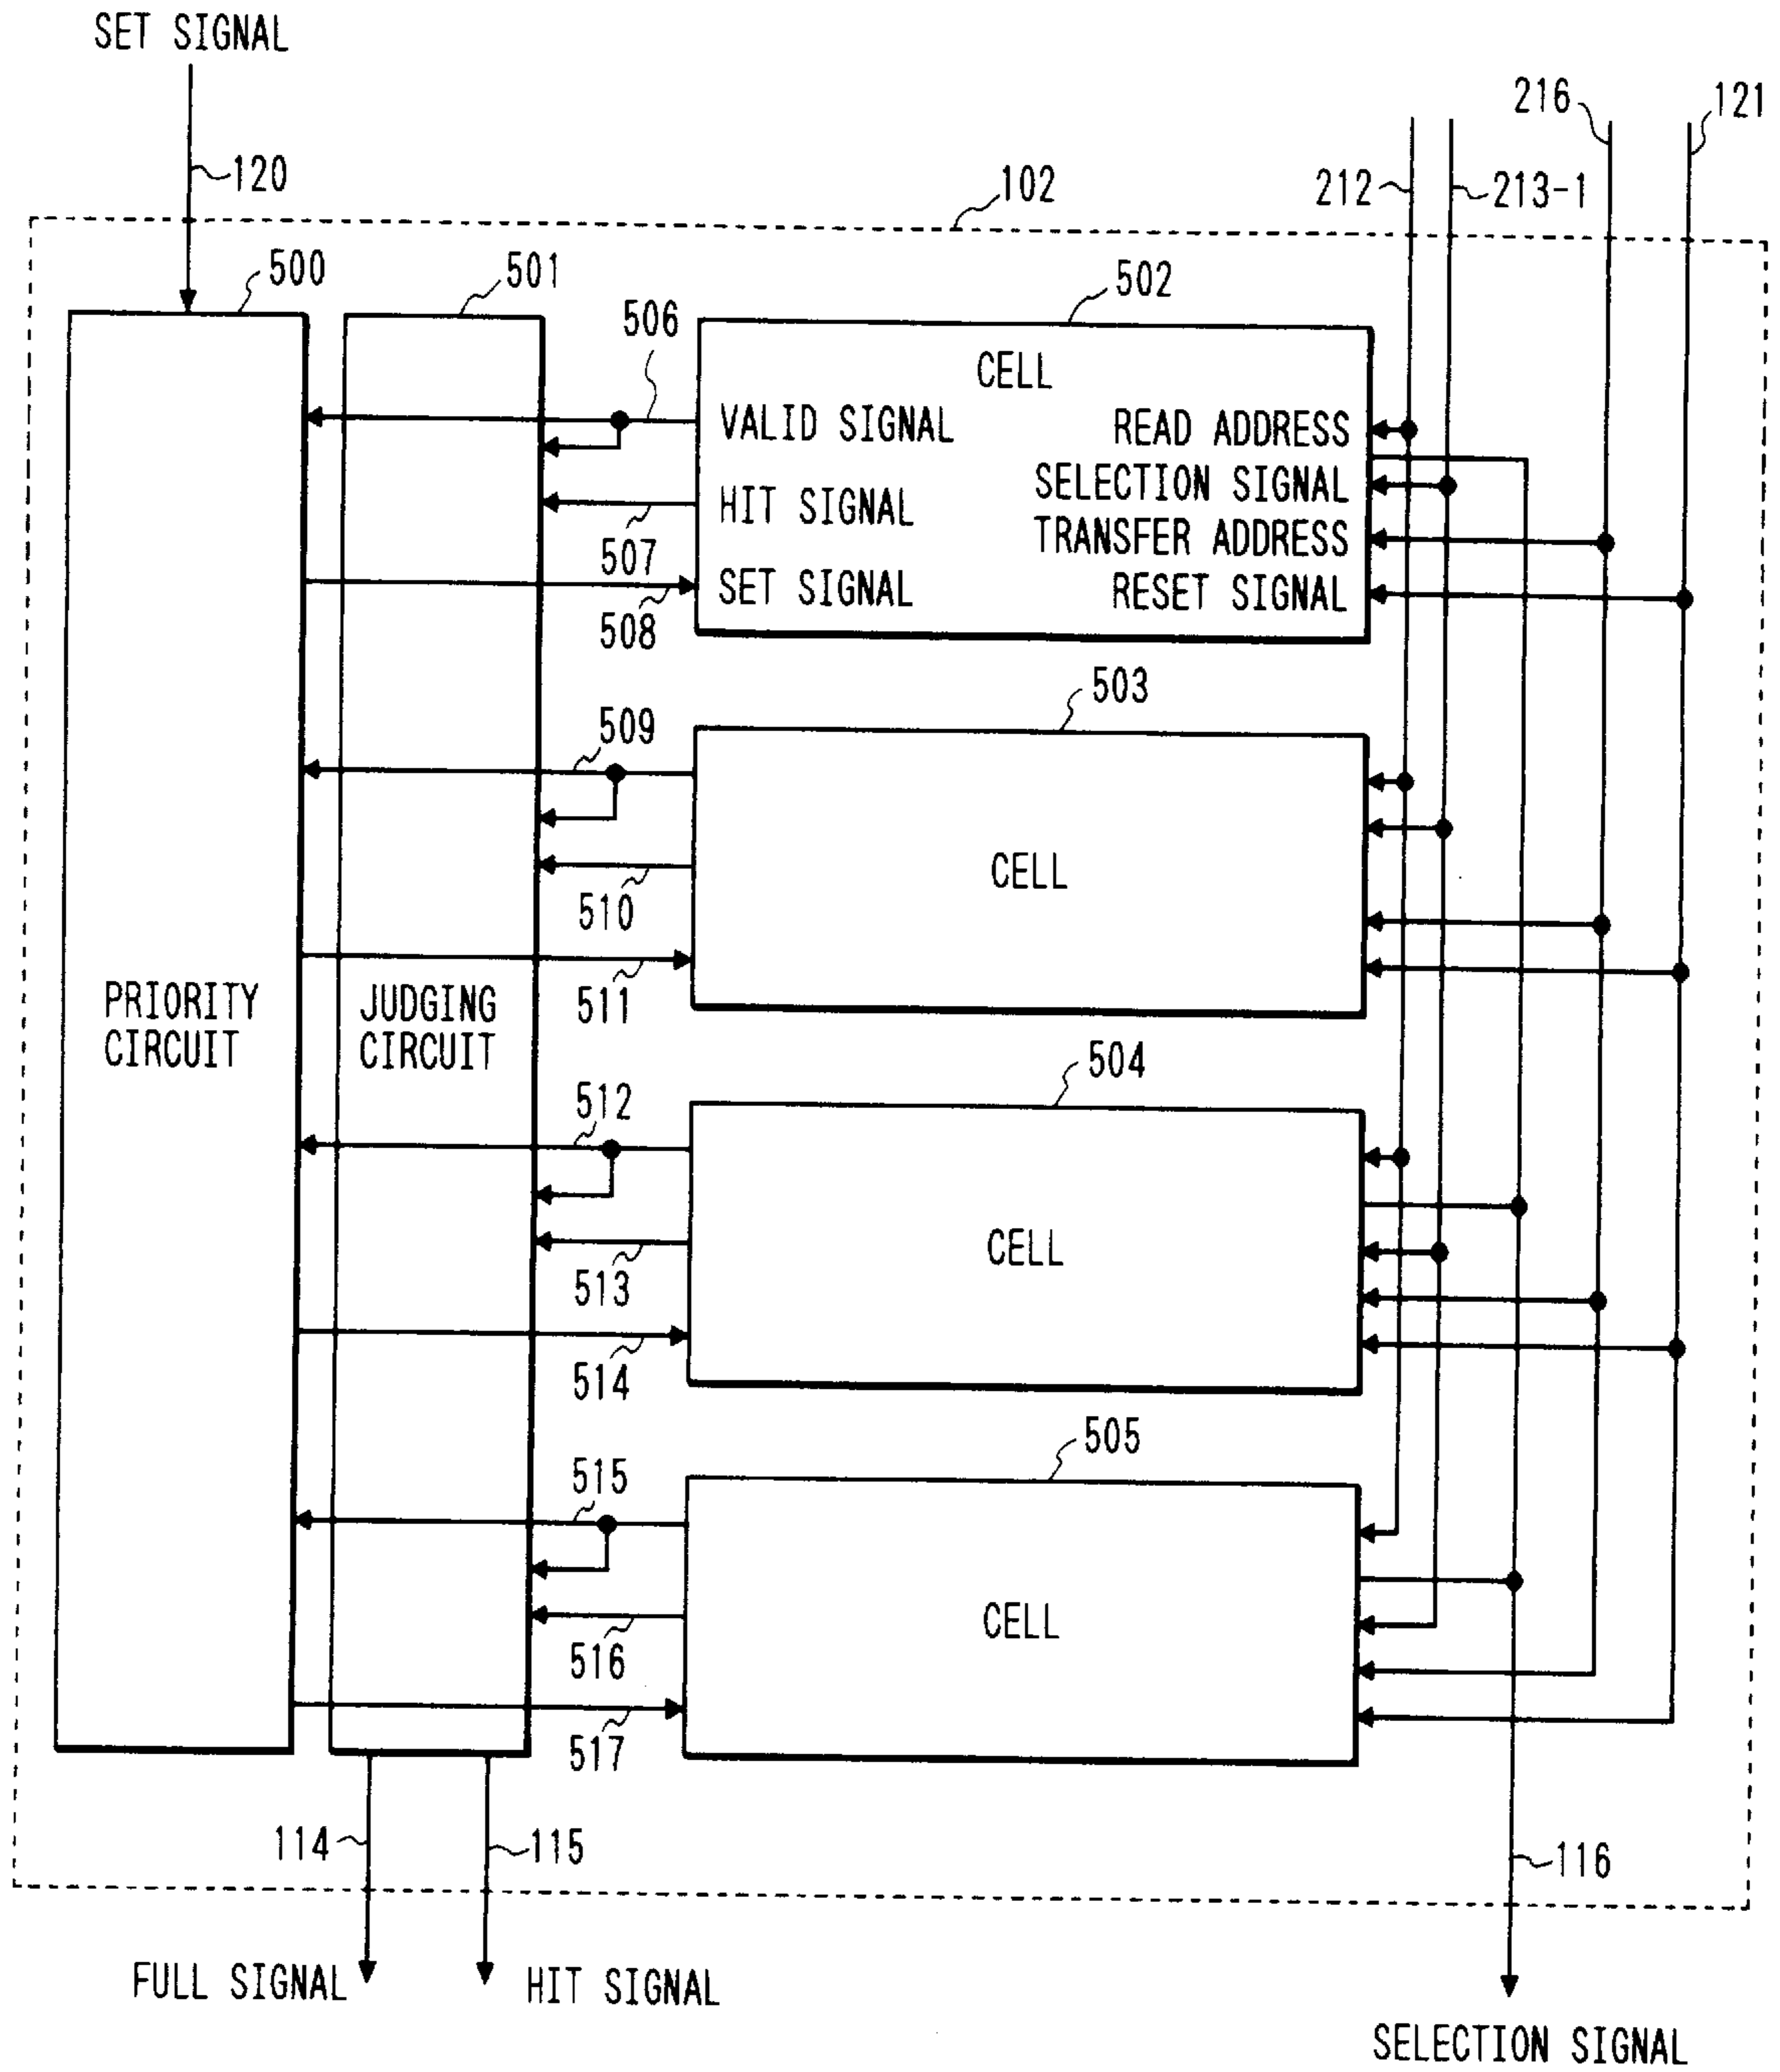 SET SIGNAL
120
216
121
212
213-1
102
500
501
502
506
CELL
VALID SIGNAL
READ ADDRESS
SELECTION SIGNAL
HIT SIGNAL
TRANSFER ADDRESS
507
SET SIGNAL
RESET SIGNAL
508
503
509
CELL
510
511
PRIORITY
CIRCUIT
JUDGING
CIRCUIT
504
512
CELL
513
514
505
515
CELL
516
517
114
115
116
FULL SIGNAL
HIT SIGNAL
SELECTION SIGNAL